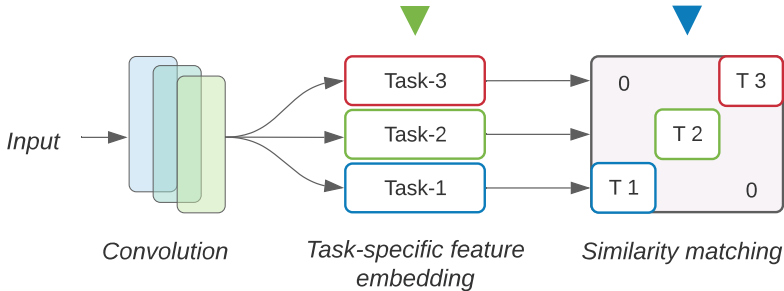 Input
Task-3
Task-2
Task-1
0
T 3
T 2
T 1
0
Convolution
Task-specific feature
embedding
Similarity matching